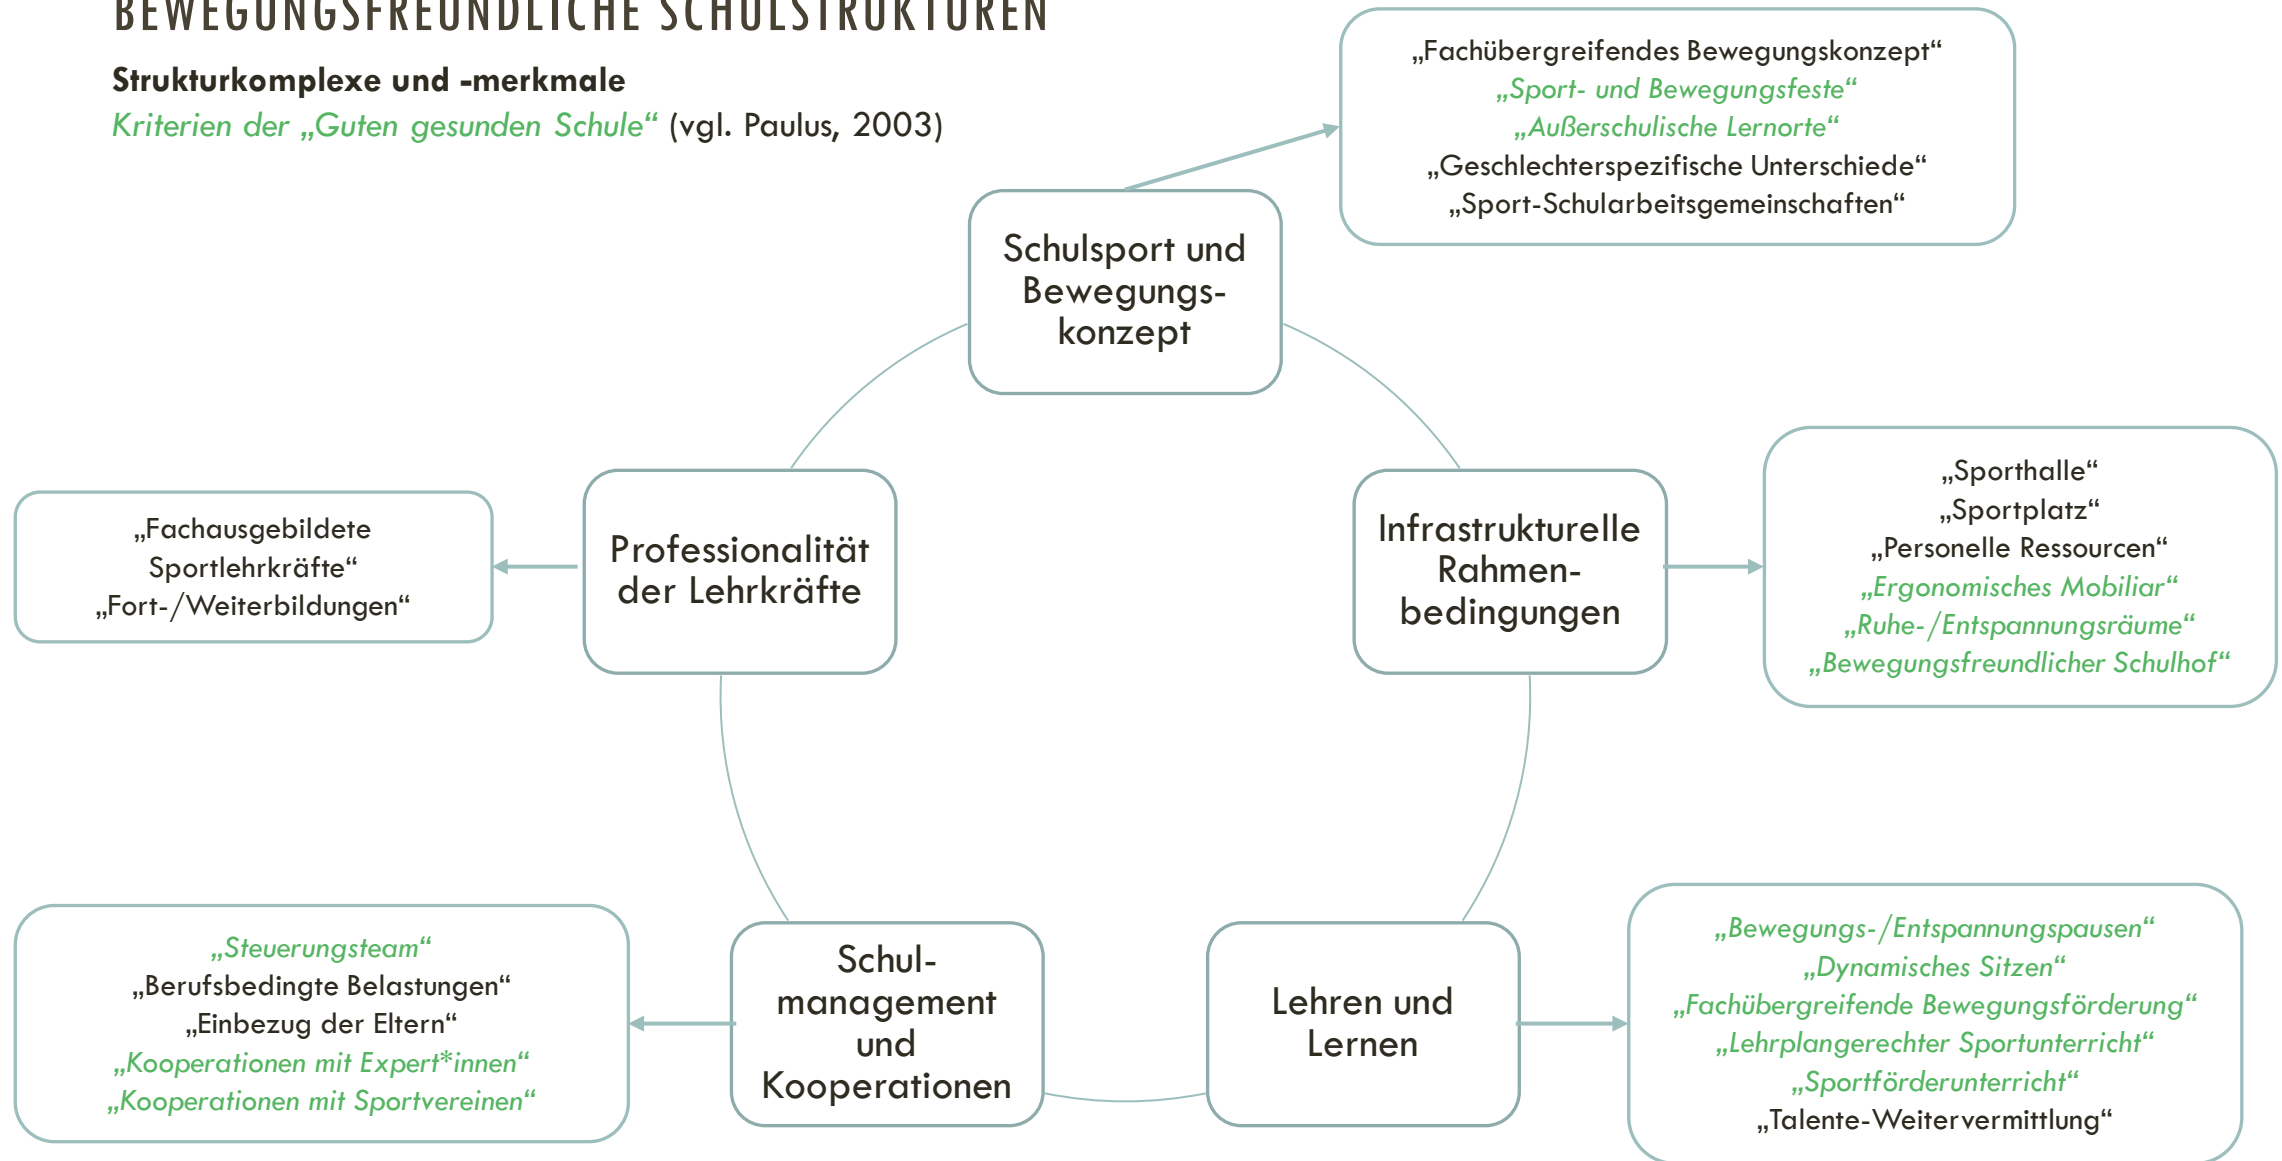 BEWEGUNGSFREUNDLICHE SCHULSTRUKTUREN
Strukturkomplexe und -merkmale
Kriterien der „Guten gesunden Schule“ (vgl. Paulus, 2003)
„Fachübergreifendes Bewegungskonzept“
„Sport- und Bewegungsfeste“
„Außerschulische Lernorte“
„Geschlechterspezifische Unterschiede“
„Sport-Schularbeitsgemeinschaften“
Schulsport und
Bewegungs-
konzept
„Fachausgebildete
Sportlehrkräfte“
„Fort-/Weiterbildungen“
Professionalität
der Lehrkräfte
Infrastrukturelle
Rahmen-
bedingungen
„Sporthalle“
„Sportplatz“
„Personelle Ressourcen“
„Ergonomisches Mobiliar“
„Ruhe-/Entspannungsräume“
„Bewegungsfreundlicher Schulhof“
„Steuerungsteam“
„Berufsbedingte Belastungen“
„Einbezug der Eltern“
„Kooperationen mit Expert*innen“
„Kooperationen mit Sportvereinen“
Schul-
management
und
Kooperationen
Lehren und
Lernen
„Bewegungs-/Entspannungspausen“
„Dynamisches Sitzen“
„Fachübergreifende Bewegungsförderung“
„Lehrplangerechter Sportunterricht“
„Sportförderunterricht“
„Talente-Weitervermittlung“